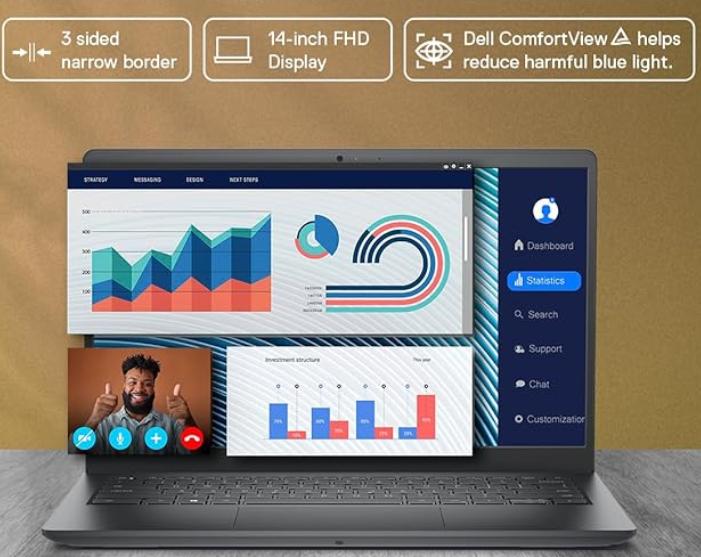 3 sided
narrow border
14-inch FHD
Display
Dell ComfortView helps
reduce harmful blue light.
STRATEGY MESSAGING DESIGN NEXT STEPS
500
400
300
200
100
Dashboard
Statistics
Search
Support
Chat
Customization
Investment structure
This year